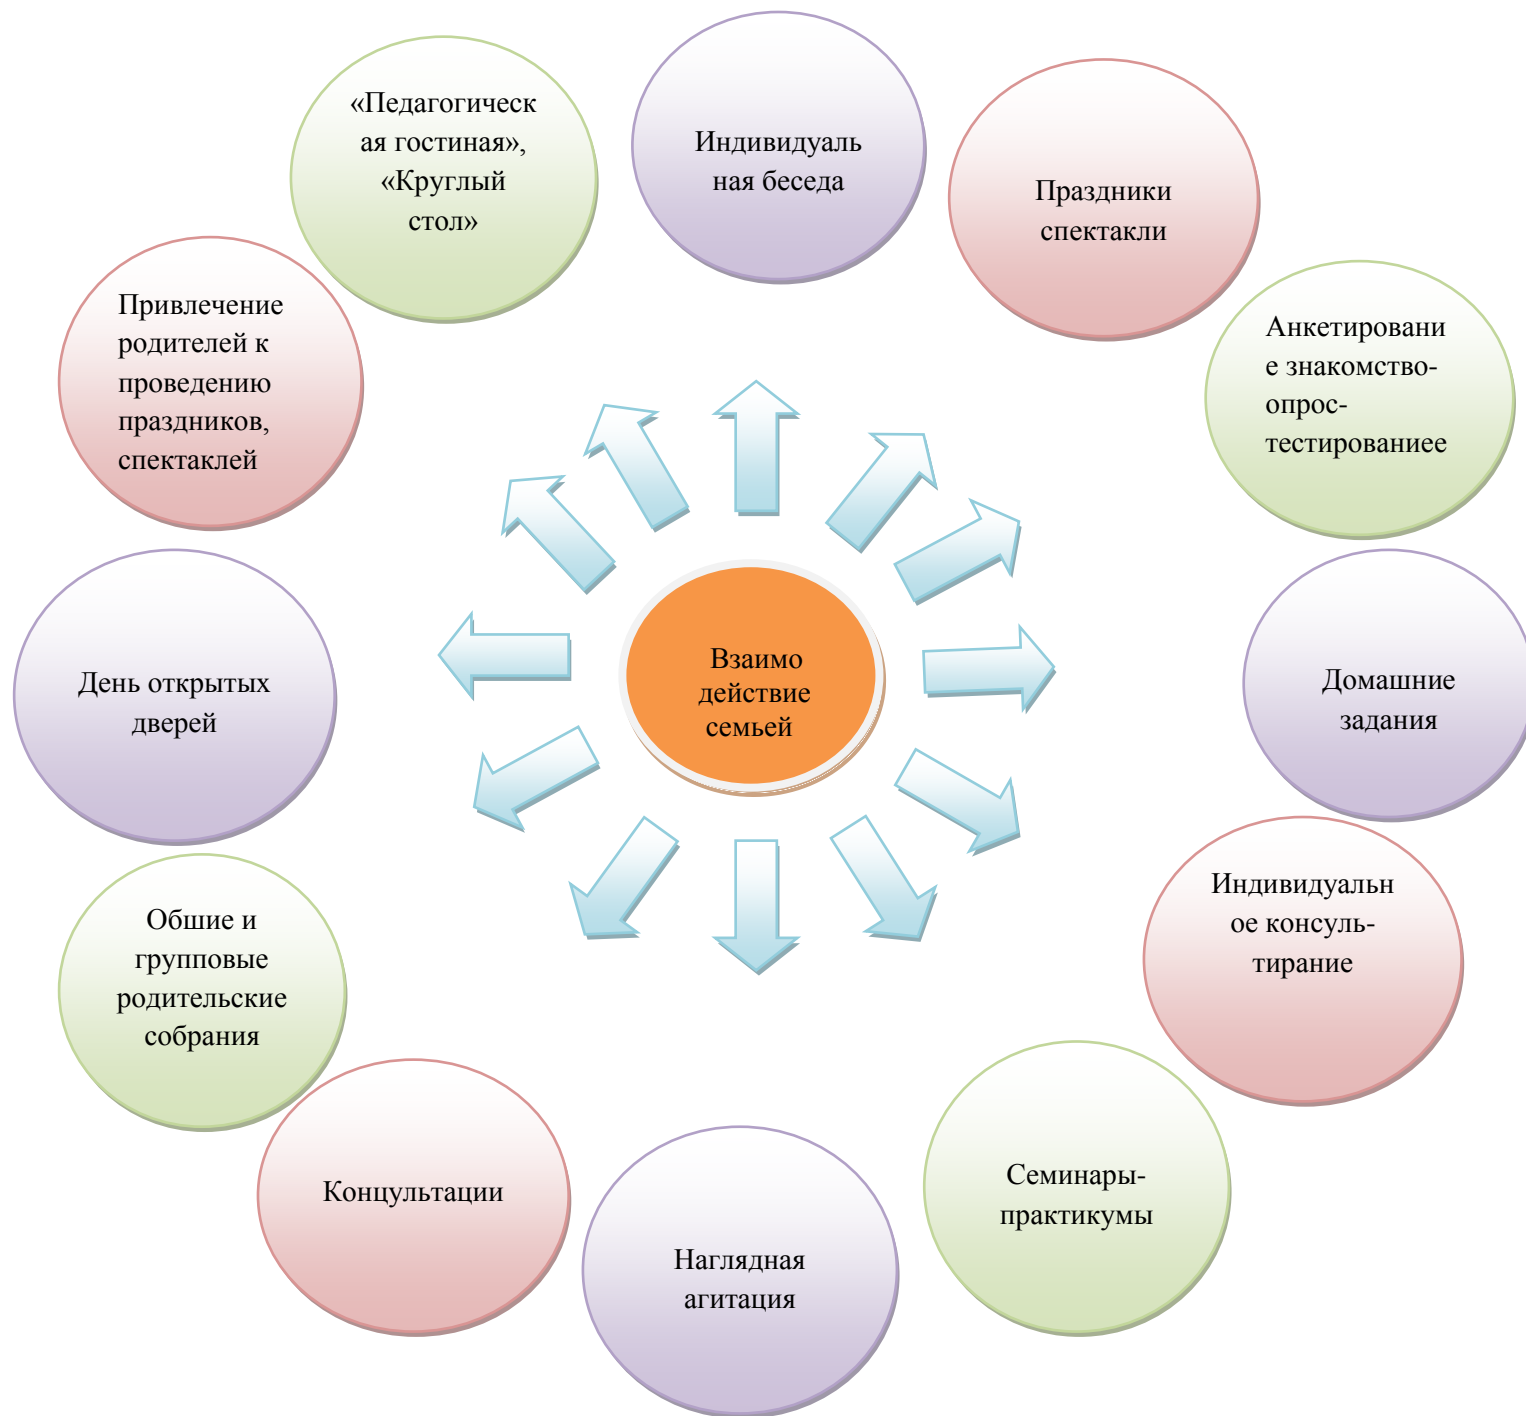 «Педагогическ
ая гостиная»,
«Круглый
стол»
Индивидуаль
ная беседа
Праздники
спектакли
Анкетировани
е знакомство-
опрос-
тестированиее
Привлечение
родителей к
проведению
праздников,
спектаклей
День открытых
дверей
Взаимо
действие
семьей
Домашние
задания
Индивидуальн
ое консуль-
тирание
Обшие и
групповые
родительские
собрания
Концультации
Наглядная
агитация
Семинары-
практикумы